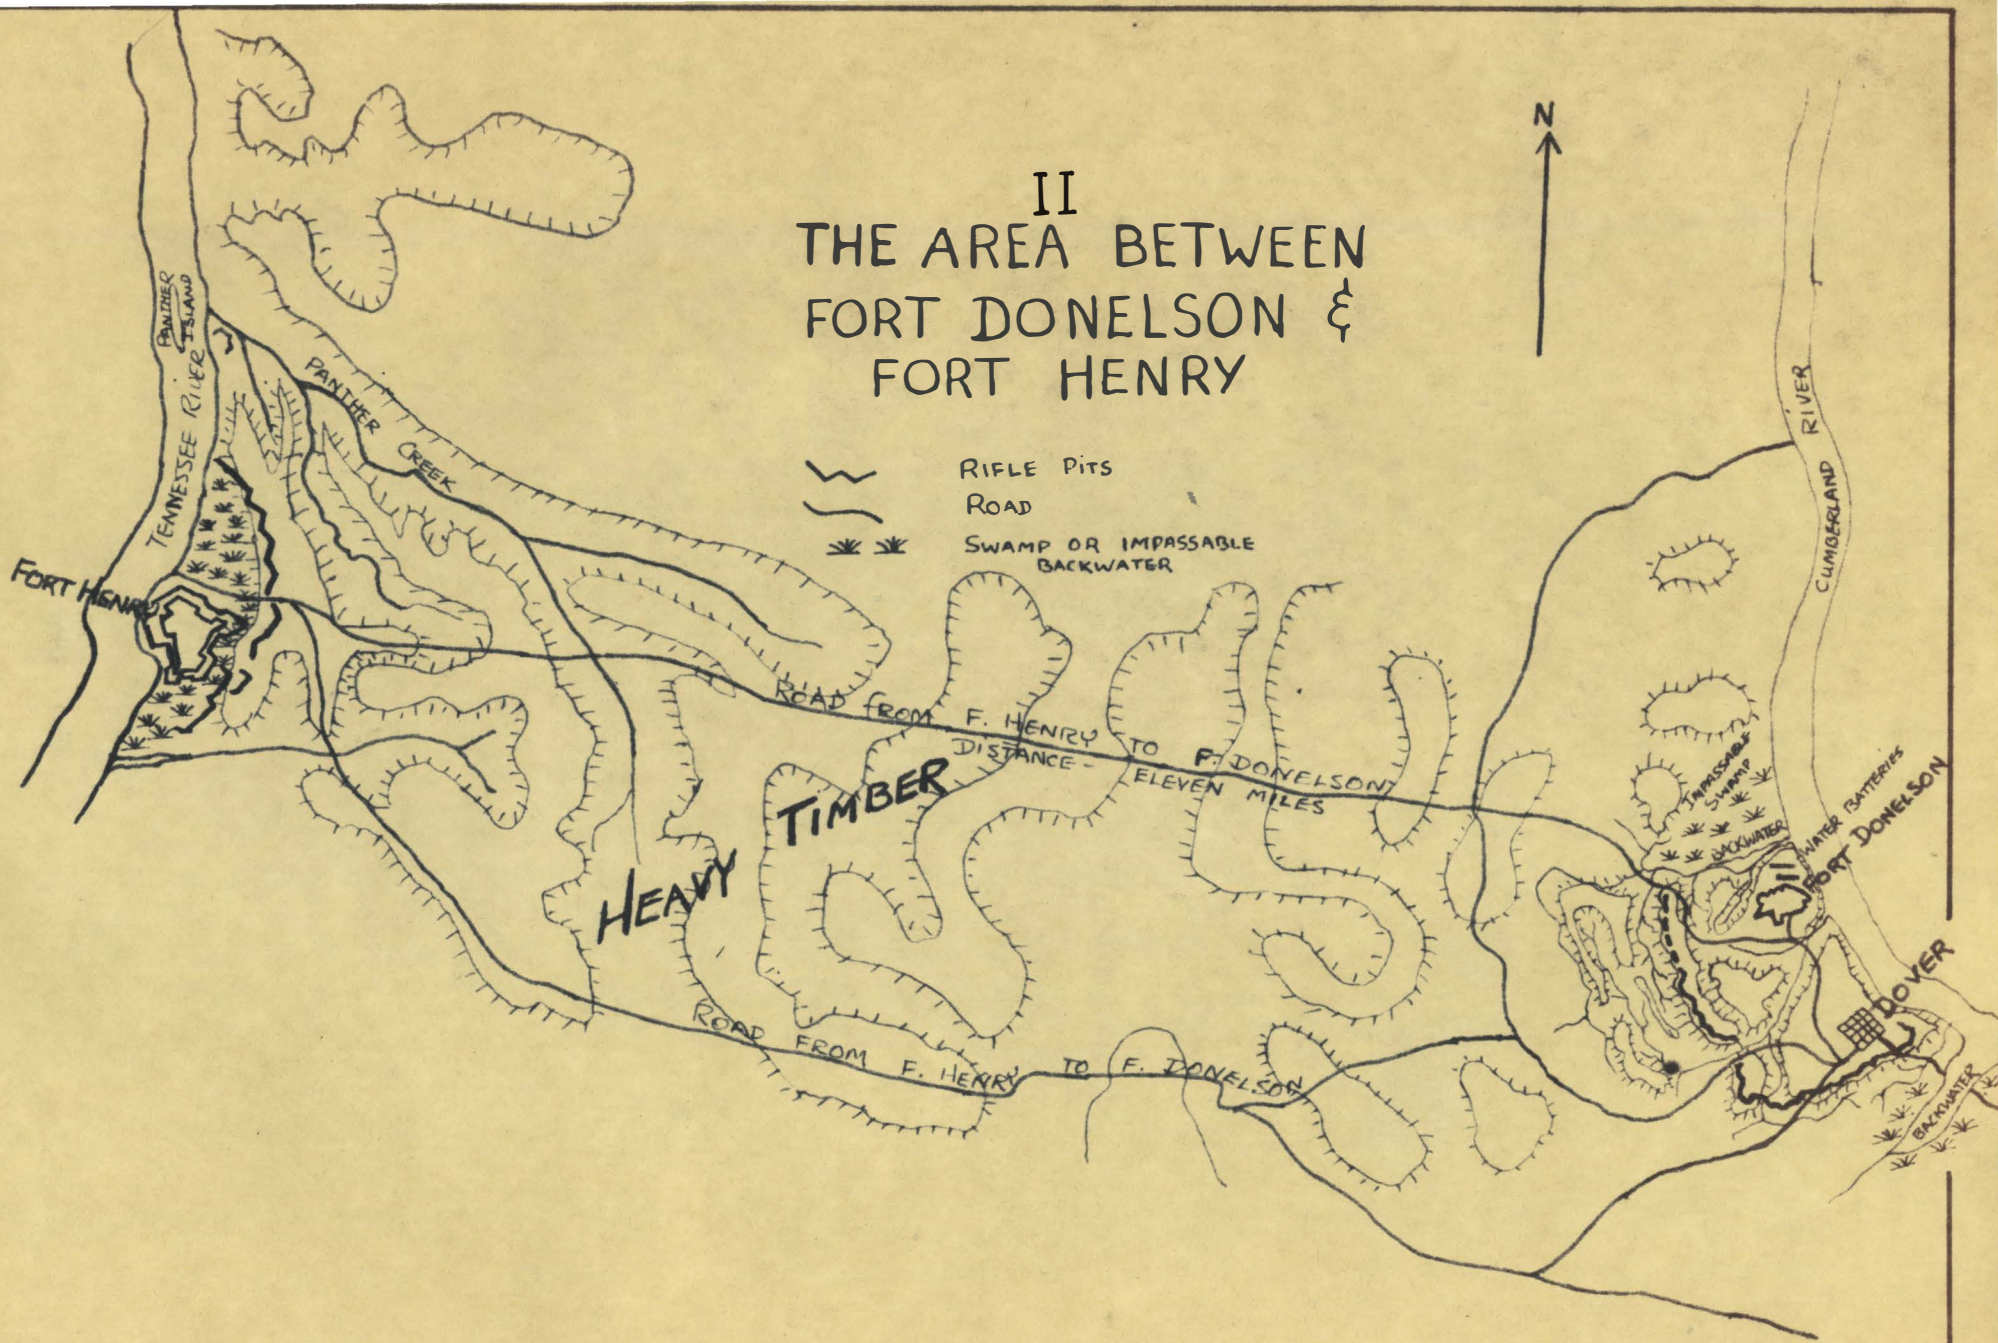 II
THE AREA BETWEEN
FORT DONELSON &
FORT HENRY
N
RIFLE PITS
ROAD
SWAMP OR IMPASSABLE
BACKWATER
PANTHER
ISLAND
TENNESSEE RIVER
PANTHER CREEK
FORT HENRY
CUMBERLAND RIVER
ROAD FROM F. HENRY TO F. DONELSON
DISTANCE - ELEVEN MILES
HEAVY TIMBER
IMPASSABLE
SWAMP
BACKWATER
WATER BATTERIES
FORT DONELSON
DOVER
ROAD FROM F. HENRY TO F. DONELSON
BACKWATER